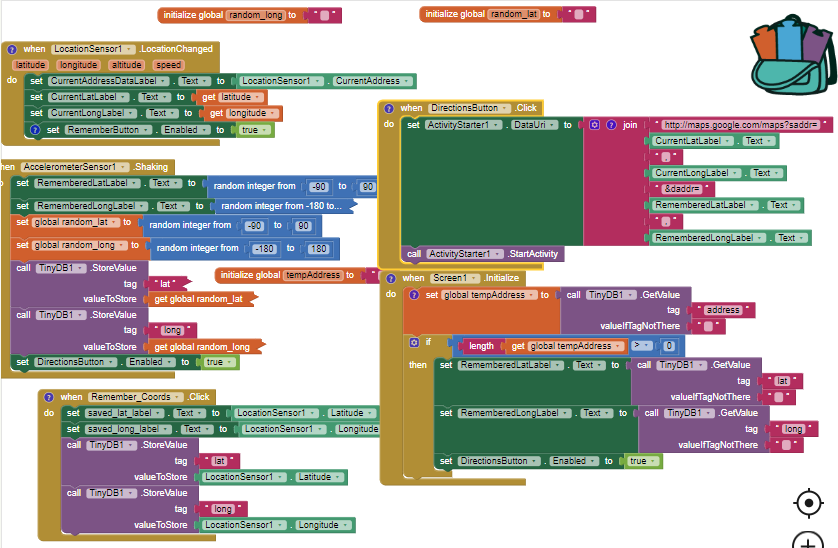 initialize global random_long to " "
initialize global random_lat to " "
? when LocationSensor1 .LocationChanged
latitude longitude altitude speed
do set CurrentAddressDataLabel . Text to LocationSensor1 . CurrentAddress
set CurrentLatLabel . Text to get latitude
set CurrentLongLabel . Text to get longitude
? set RememberButton . Enabled to true
hen AccelerometerSensor1 .Shaking
set RememberedLatLabel . Text to random integer from -90 to 90
set RememberedLongLabel . Text to random integer from -180 to...
set global random_lat to random integer from -90 to 90
set global random_long to random integer from -180 to 180
call TinyDB1 .StoreValue
tag " lat "
valueToStore get global random_lat
call TinyDB1 .StoreValue
tag " long "
valueToStore get global random_long
set DirectionsButton . Enabled to true
initialize global tempAddress to "
? when DirectionsButton .Click
do set ActivityStarter1 . DataUri to ? join " http://maps.google.com/maps?saddr= "
CurrentLatLabel . Text
" , "
CurrentLongLabel . Text
" &daddr= "
RememberedLatLabel . Text
" , "
RememberedLongLabel . Text
call ActivityStarter1 .StartActivity
? when Screen1 .Initialize
do ? set global tempAddress to call TinyDB1 .GetValue
tag " address "
valueIfTagNotThere " "
if length get global tempAddress > 0
then set RememberedLatLabel . Text to call TinyDB1 .GetValue
tag " lat "
valueIfTagNotThere " "
set RememberedLongLabel . Text to call TinyDB1 .GetValue
tag " long "
valueIfTagNotThere " "
set DirectionsButton . Enabled to true
? when Remember_Coords .Click
do set saved_lat_label . Text to LocationSensor1 . Latitude
set saved_long_label . Text to LocationSensor1 . Longitude
call TinyDB1 .StoreValue
tag " lat "
valueToStore LocationSensor1 . Latitude
call TinyDB1 .StoreValue
tag " long "
valueToStore LocationSensor1 . Longitude